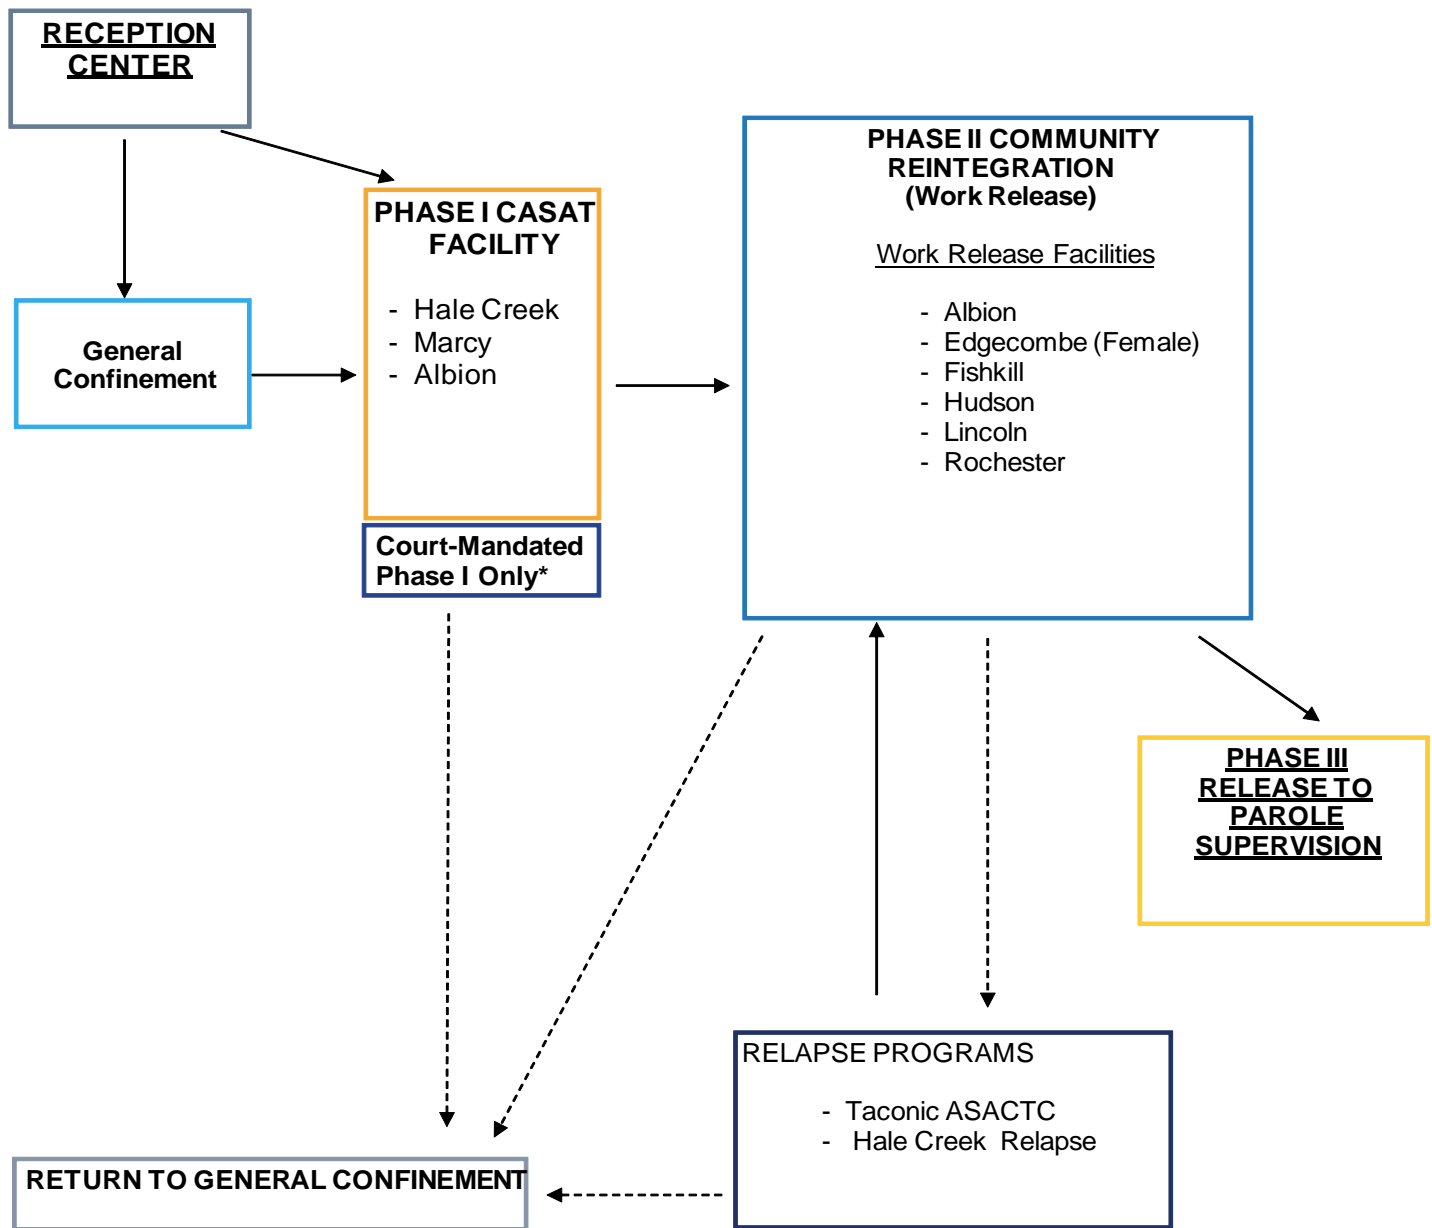 RECEPTION
CENTER
PHASE I CASAT
FACILITY
- Hale Creek
- Marcy
- Albion
Court-Mandated
Phase I Only*
General
Confinement
PHASE II COMMUNITY
REINTEGRATION
(Work Release)
Work Release Facilities
- Albion
- Edgecombe (Female)
- Fishkill
- Hudson
- Lincoln
- Rochester
PHASE III
RELEASE TO
PAROLE
SUPERVISION
RELAPSE PROGRAMS
- Taconic ASACTC
- Hale Creek Relapse
RETURN TO GENERAL CONFINEMENT